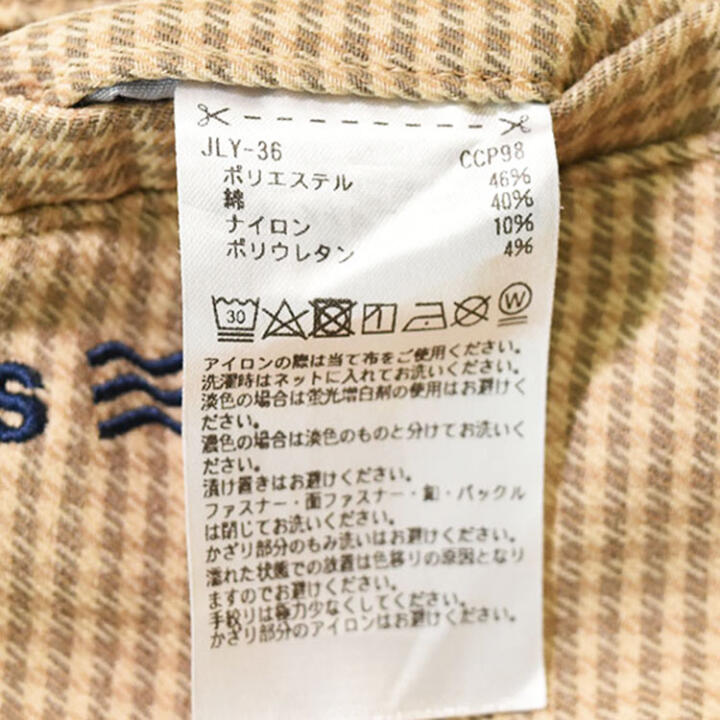 JLY-36 CCP98
ポリエステル 46%
綿 40%
ナイロン 10%
ポリウレタン 4%
30 W
アイロンの際は当て布をご使用ください。
洗濯時はネットに入れてお洗いください。
淡色の場合は蛍光増白剤の使用はお避けく
ださい。
濃色の場合は淡色のものと分けてお洗いく
ださい。
漬け置きはお避けください。
ファスナー・面ファスナー・釦・バックル
は閉じてお洗いください。
かざり部分のもみ洗いはお避けください。
濡れた状態での放置は色移りの原因となり
ますのでお避けください。
手絞りは極力少なくしてください。
かざり部分のアイロンはお避けください。
s